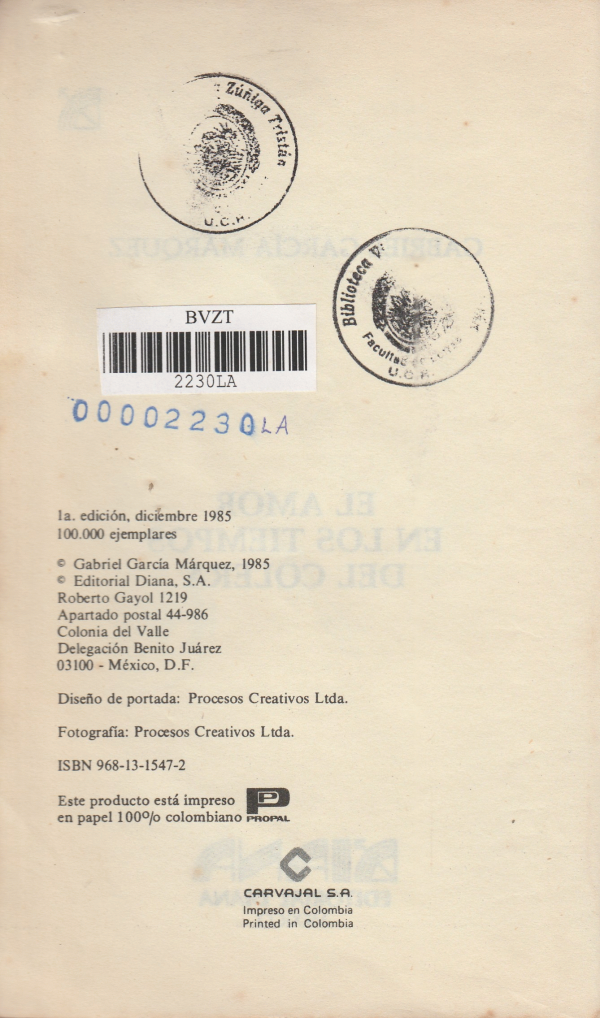 Zúñiga Tristán
U.C.R.
Biblioteca
Facultad de Letras
U.C.R.
BVZT
2230LA
00002230LA
1a. edición, diciembre 1985
100.000 ejemplares
© Gabriel García Márquez, 1985
© Editorial Diana, S.A.
Roberto Gayol 1219
Apartado postal 44-986
Colonia del Valle
Delegación Benito Juárez
03100 - México, D.F.
Diseño de portada: Procesos Creativos Ltda.
Fotografía: Procesos Creativos Ltda.
ISBN 968-13-1547-2
Este producto está impreso
en papel 100% colombiano PROPAL
CARVAJAL S.A.
Impreso en Colombia
Printed in Colombia